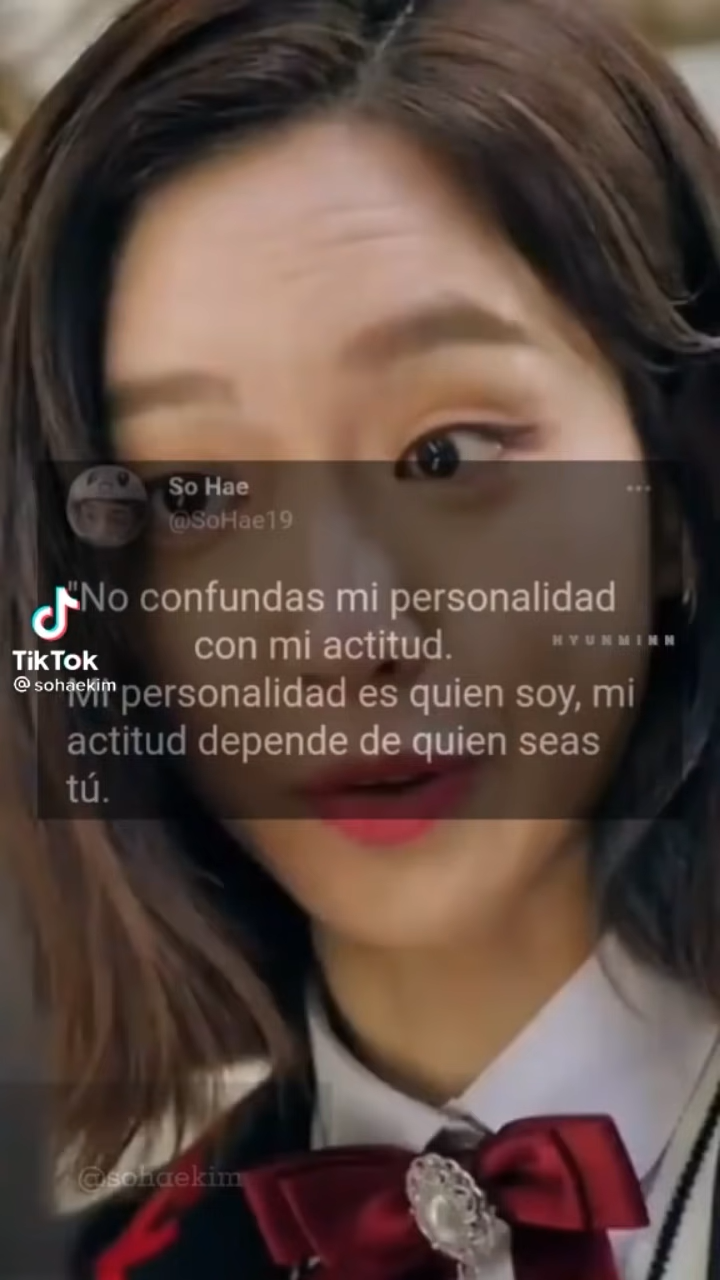 So Hae
@SoHae19
"No confundas mi personalidad
con mi actitud.
HYUNMINN
TikTok
@sohaekim
Mi personalidad es quien soy, mi
actitud depende de quien seas
tú.
@sohaekim